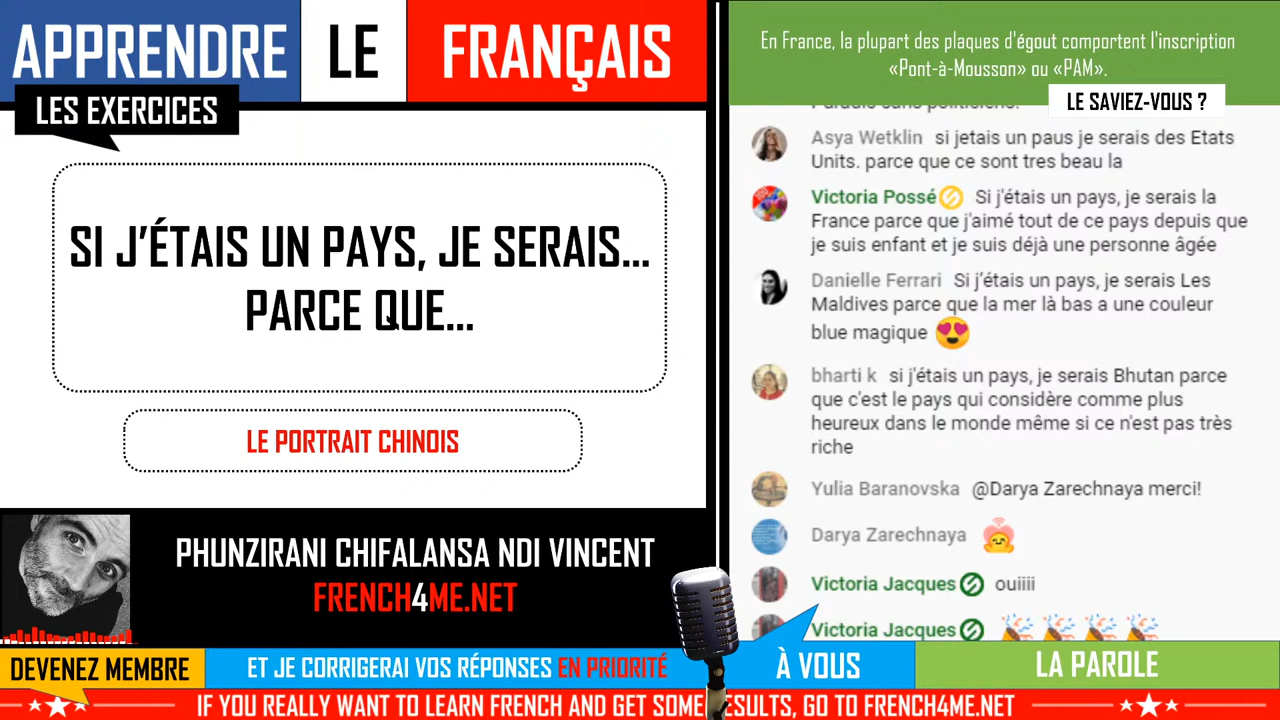 APPRENDRE LE FRANÇAIS
LES EXERCICES
SI J'ÉTAIS UN PAYS, JE SERAIS...
PARCE QUE...
LE PORTRAIT CHINOIS
PHUNZIRANI CHIFALANSA NDI VINCENT
FRENCH4ME.NET
En France, la plupart des plaques d'égout comportent l'inscription
«Pont-à-Mousson» ou «PAM».
LE SAVIEZ-VOUS ?
Asya Wetklin si jetais un paus je serais des Etats
Units. parce que ce sont tres beau la
Victoria Possé Si j'étais un pays, je serais la
France parce que j'aimé tout de ce pays depuis que
je suis enfant et je suis déjà une personne âgée
Danielle Ferrari Si j'étais un pays, je serais Les
Maldives parce que la mer là bas a une couleur
blue magique
bharti k si j'étais un pays, je serais Bhutan parce
que c'est le pays qui considère comme plus
heureux dans le monde même si ce n'est pas très
riche
Yulia Baranovska @Darya Zarechnaya merci!
Darya Zarechnaya
Victoria Jacques ouiiii
Victoria Jacques
DEVENEZ MEMBRE
ET JE CORRIGERAI VOS RÉPONSES EN PRIORITÉ
À VOUS
LA PAROLE
IF YOU REALLY WANT TO LEARN FRENCH AND GET SOME ESULTS, GO TO FRENCH4ME.NET